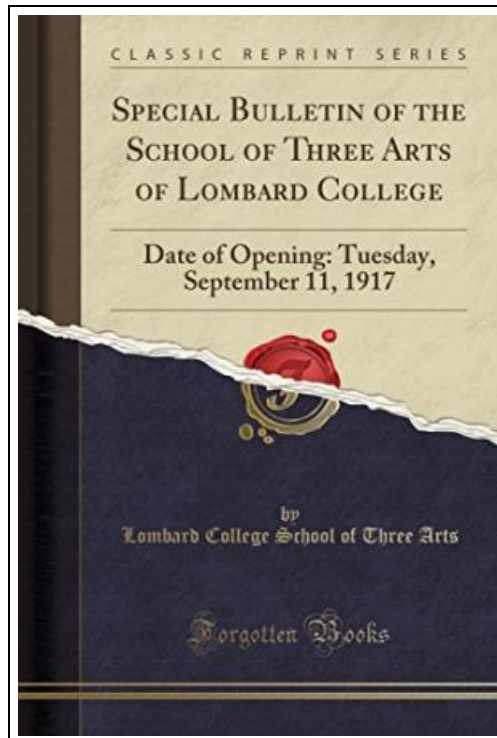 CLASSIC REPRINT SERIES
SPECIAL BULLETIN OF THE
SCHOOL OF THREE ARTS
OF LOMBARD COLLEGE
Date of Opening: Tuesday,
September 11, 1917
by
Lombard College School of Three Arts
Forgotten Books